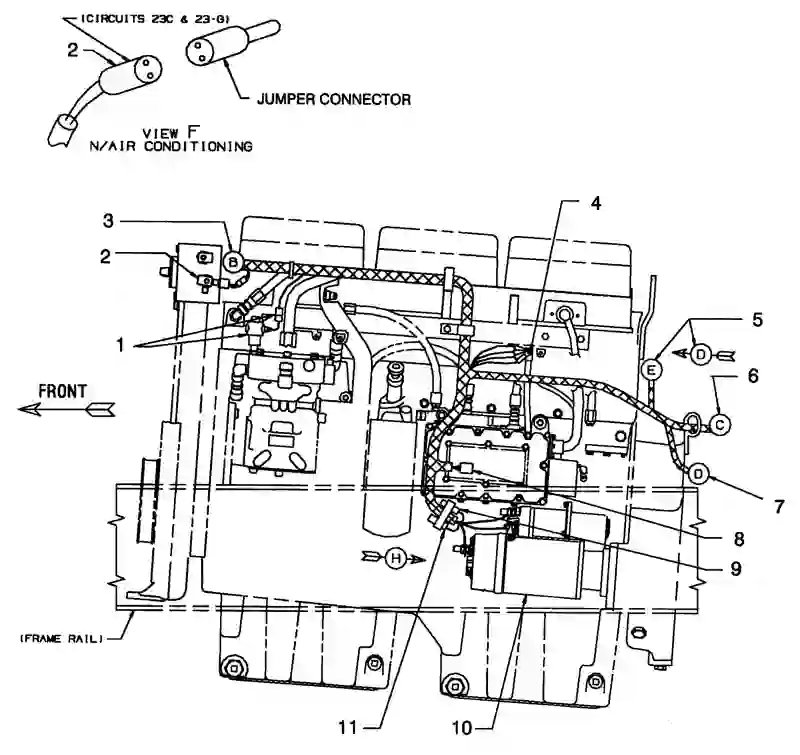 (CIRCUITS 23C & 23-G)
2
JUMPER CONNECTOR
VIEW F
N/AIR CONDITIONING
3
4
2
B
5
1
E
D
6
FRONT
C
D
7
8
H
9
(FRAME RAIL)
11
10